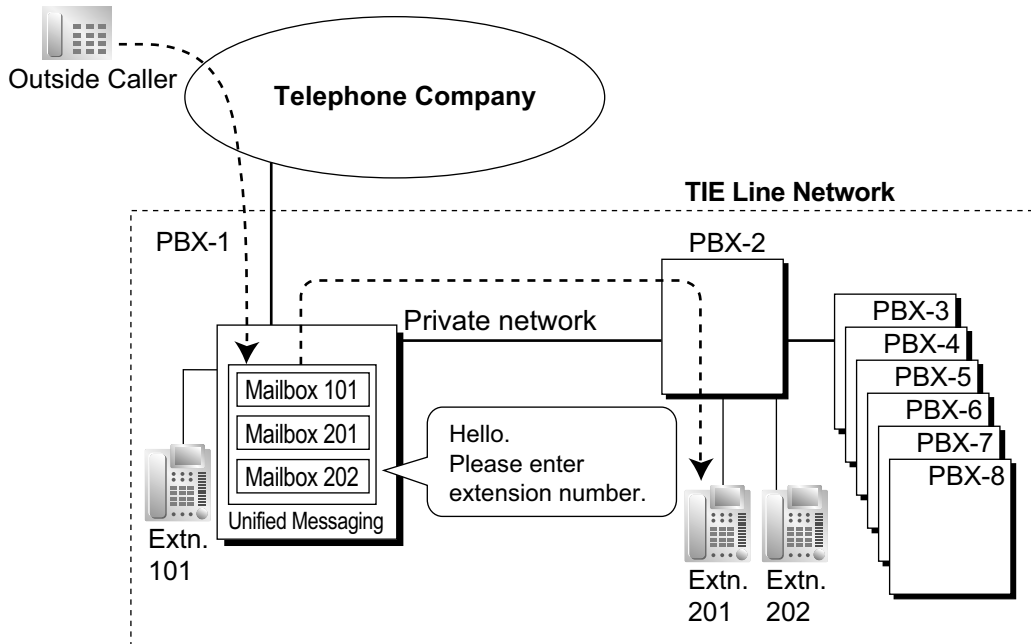 Outside Caller
Telephone Company
TIE Line Network
PBX-1
PBX-2
Private network
PBX-3
PBX-4
PBX-5
PBX-6
PBX-7
PBX-8
Mailbox 101
Mailbox 201
Mailbox 202
Unified Messaging
Hello.
Please enter
extension number.
Extn.
101
Extn.
201
Extn.
202